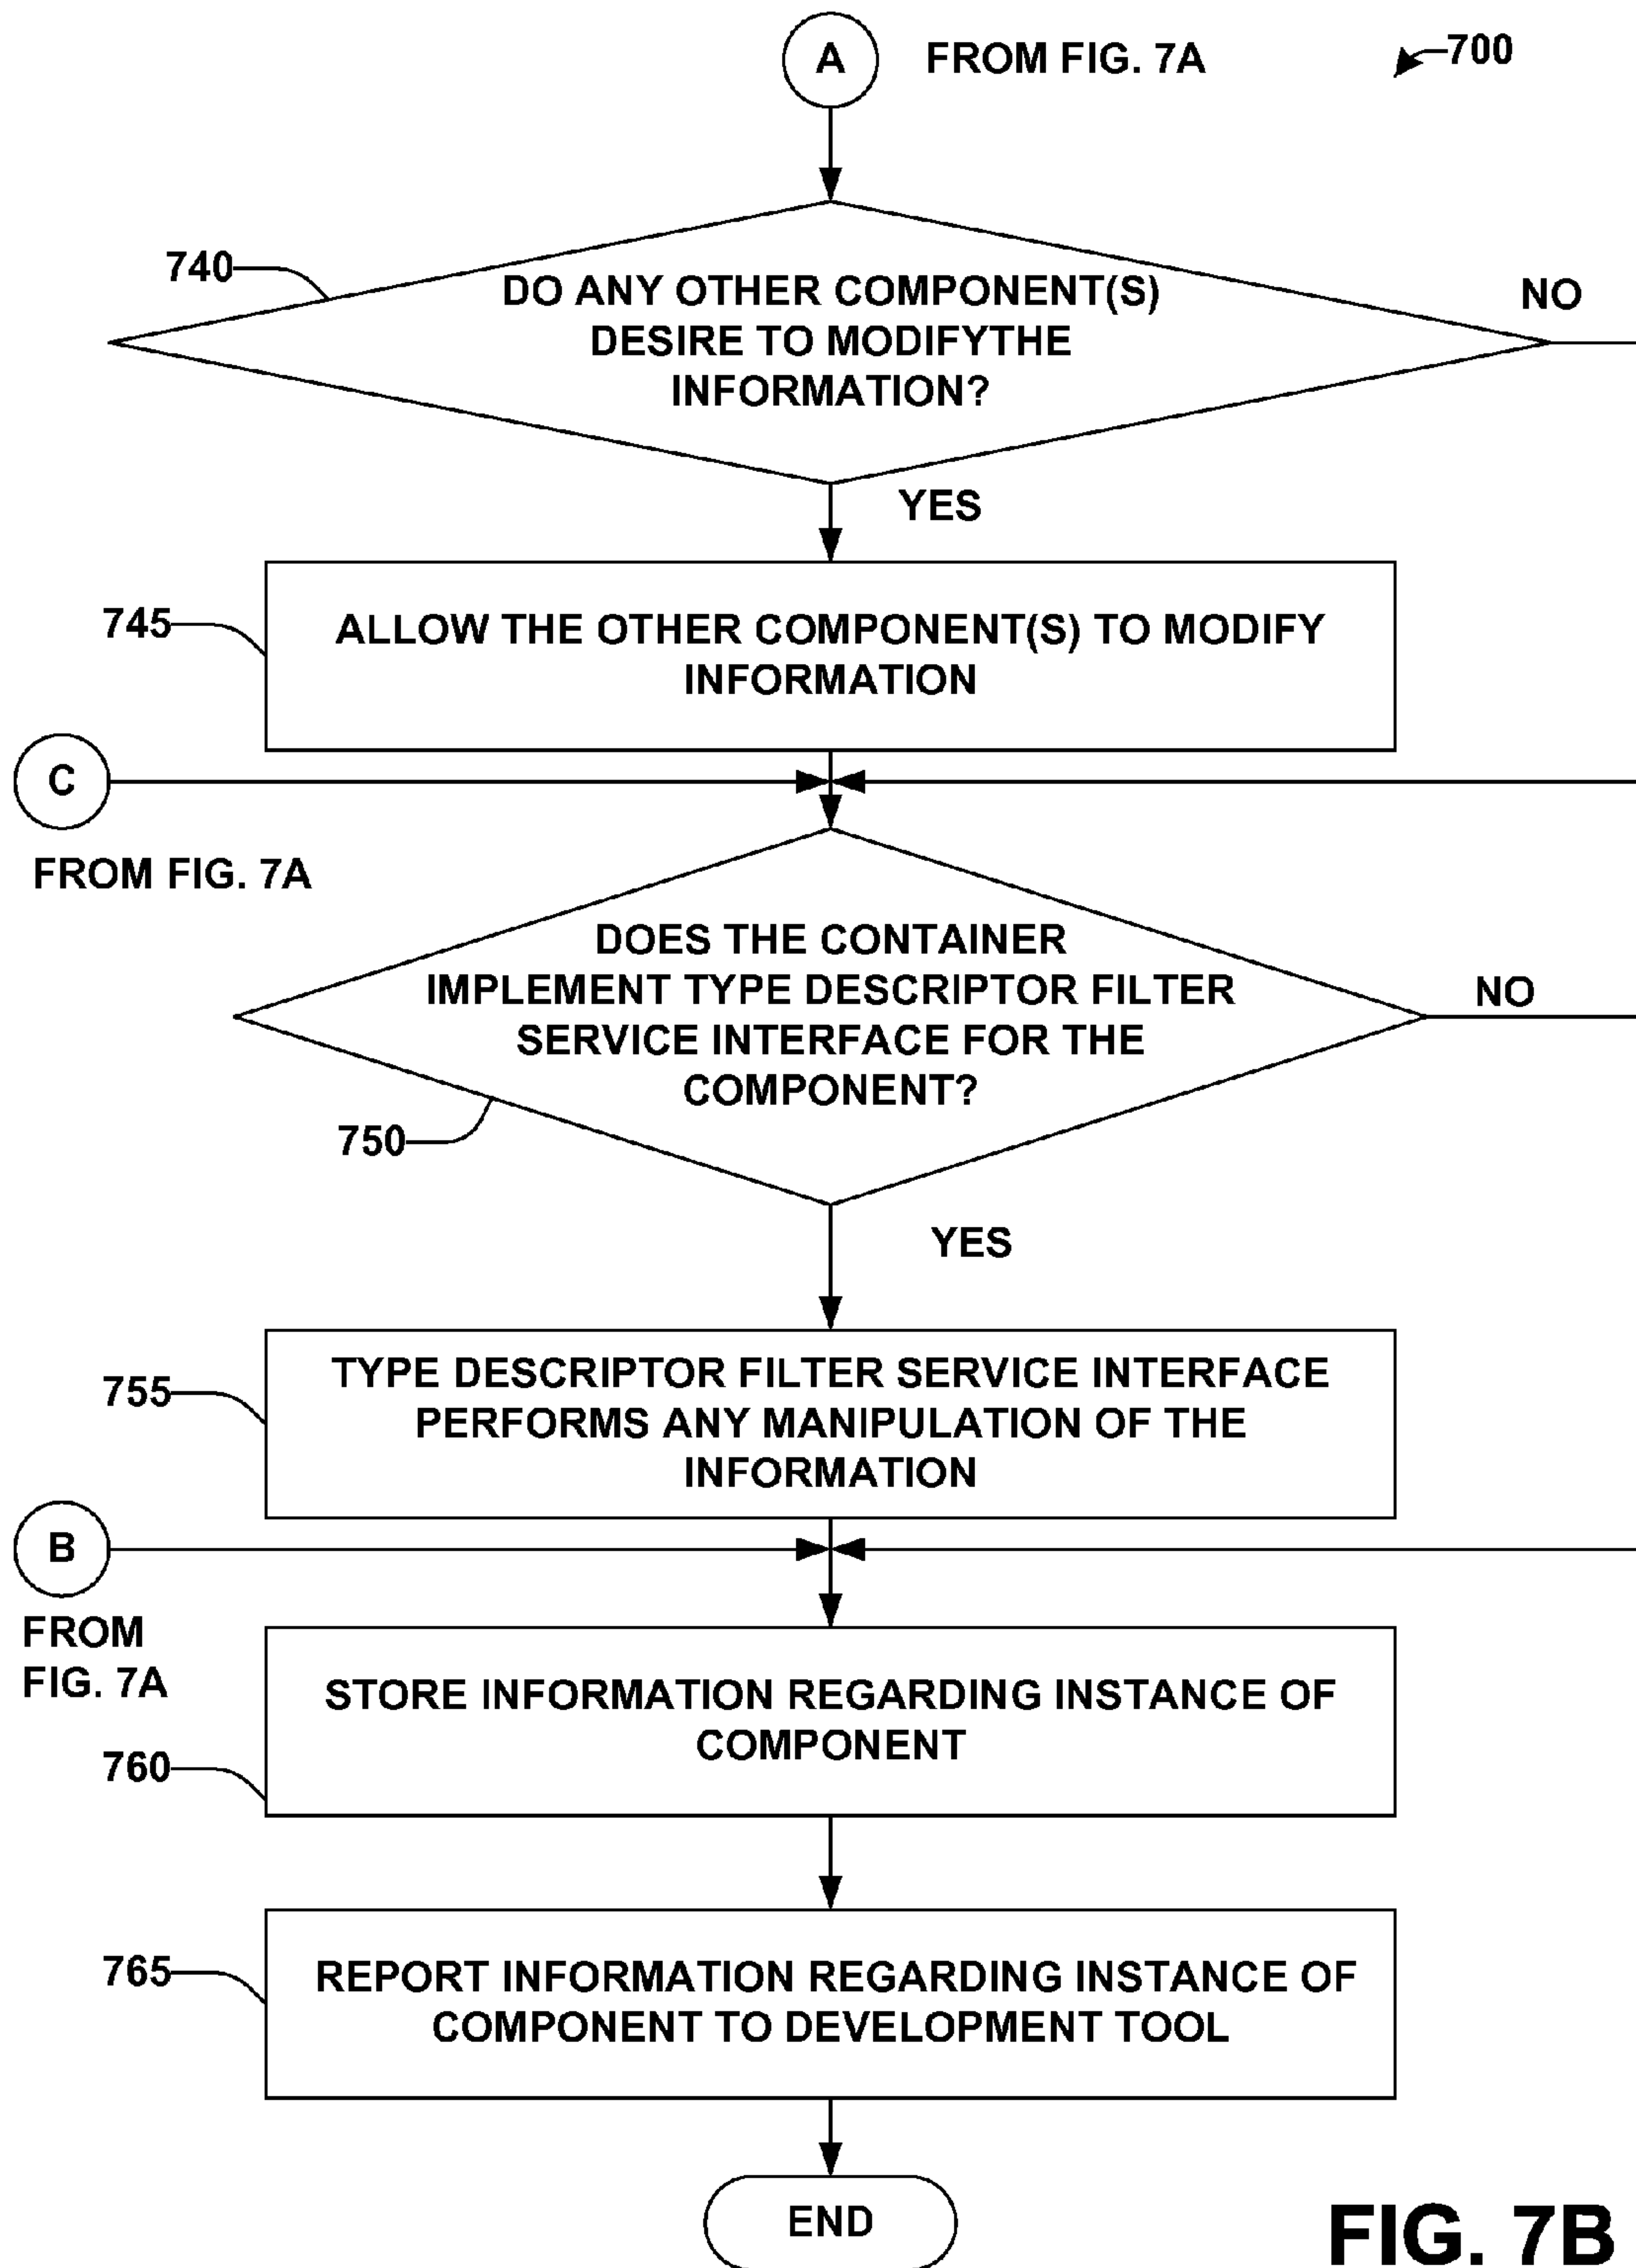 A
FROM FIG. 7A
700
740
DO ANY OTHER COMPONENT(S)
DESIRE TO MODIFYTHE
INFORMATION?
NO
YES
745
ALLOW THE OTHER COMPONENT(S) TO MODIFY
INFORMATION
C
FROM FIG. 7A
DOES THE CONTAINER
IMPLEMENT TYPE DESCRIPTOR FILTER
SERVICE INTERFACE FOR THE
COMPONENT?
NO
750
YES
755
TYPE DESCRIPTOR FILTER SERVICE INTERFACE
PERFORMS ANY MANIPULATION OF THE
INFORMATION
B
FROM
FIG. 7A
STORE INFORMATION REGARDING INSTANCE OF
COMPONENT
760
765
REPORT INFORMATION REGARDING INSTANCE OF
COMPONENT TO DEVELOPMENT TOOL
END
FIG. 7B